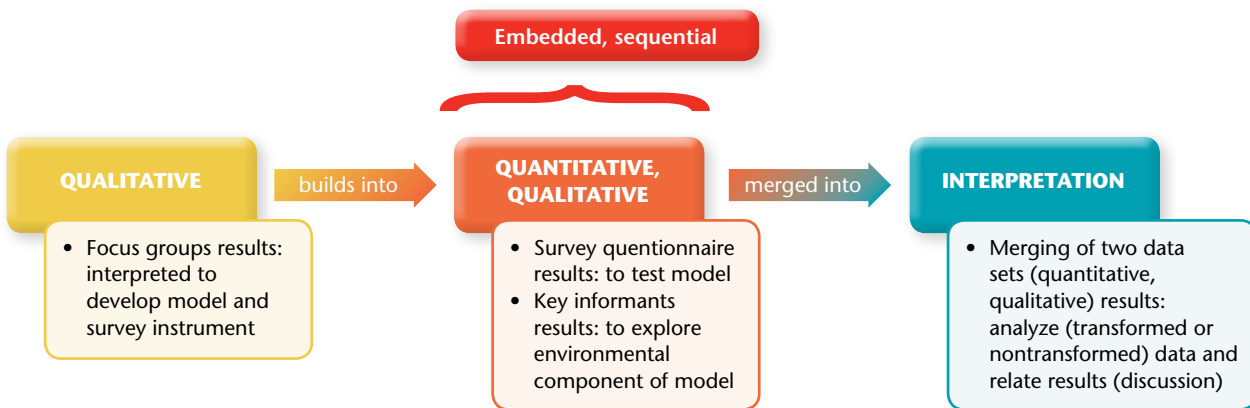 Embedded, sequential
QUALITATIVE
builds into
QUANTITATIVE,
QUALITATIVE
merged into
INTERPRETATION
• Focus groups results:
interpreted to
develop model and
survey instrument
• Survey quentionnaire
results: to test model
• Key informants
results: to explore
environmental
component of model
• Merging of two data
sets (quantitative,
qualitative) results:
analyze (transformed or
nontransformed) data and
relate results (discussion)